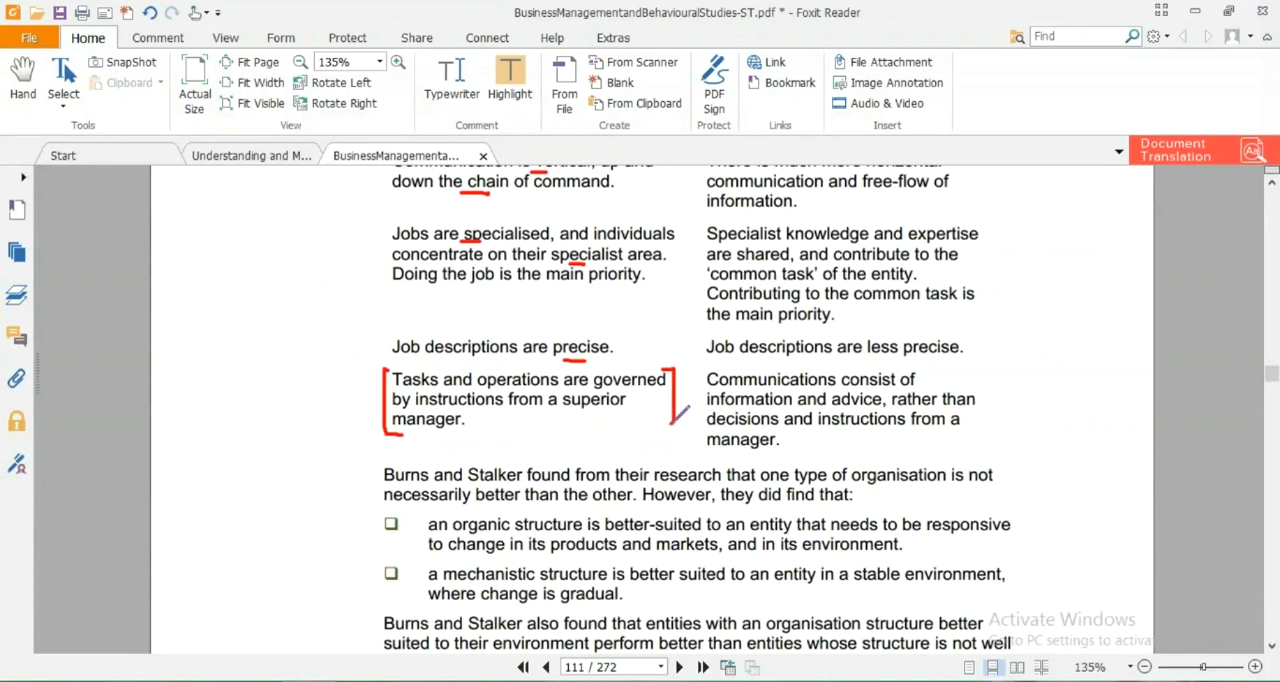 BusinessManagementandBehaviouralStudies-ST.pdf * - Foxit Reader
File Home Comment View Form Protect Share Connect Help Extras Find
Hand Select SnapShot Clipboard Actual Size Fit Page Fit Width Fit Visible 135% Rotate Left Rotate Right Typewriter Highlight From File From Scanner Blank From Clipboard PDF Sign Link Bookmark File Attachment Image Annotation Audio & Video
Tools View Comment Create Protect Links Insert
Start Understanding and M... BusinessManagementa... Document Translation
down the chain of command.
communication and free-flow of
information.
Jobs are specialised, and individuals
concentrate on their specialist area.
Doing the job is the main priority.
Specialist knowledge and expertise
are shared, and contribute to the
‘common task’ of the entity.
Contributing to the common task is
the main priority.
Job descriptions are precise.
Job descriptions are less precise.
Tasks and operations are governed
by instructions from a superior
manager.
Communications consist of
information and advice, rather than
decisions and instructions from a
manager.
Burns and Stalker found from their research that one type of organisation is not
necessarily better than the other. However, they did find that:
an organic structure is better-suited to an entity that needs to be responsive
to change in its products and markets, and in its environment.
a mechanistic structure is better suited to an entity in a stable environment,
where change is gradual.
Burns and Stalker also found that entities with an organisation structure better
suited to their environment perform better than entities whose structure is not well
Activate Windows
to PC settings to activa
111 / 272
135%